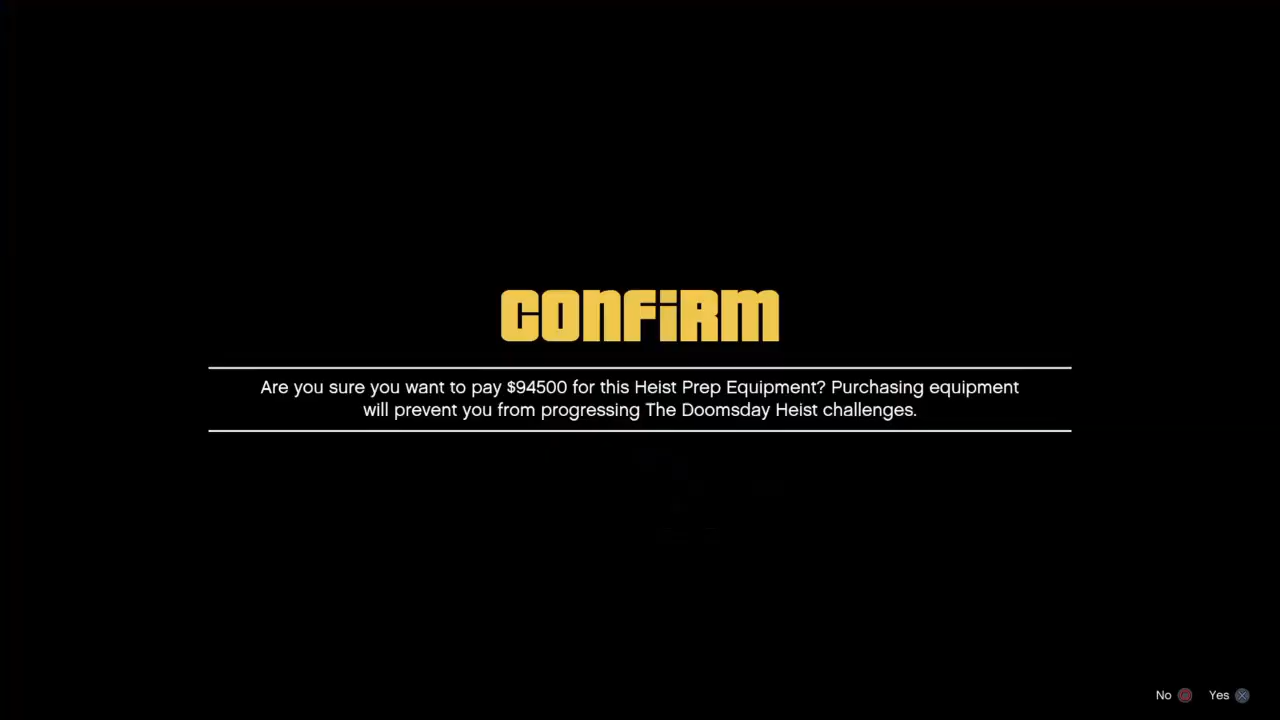 CONFiRM
Are you sure you want to pay $94500 for this Heist Prep Equipment? Purchasing equipment
will prevent you from progressing The Doomsday Heist challenges.
No Yes